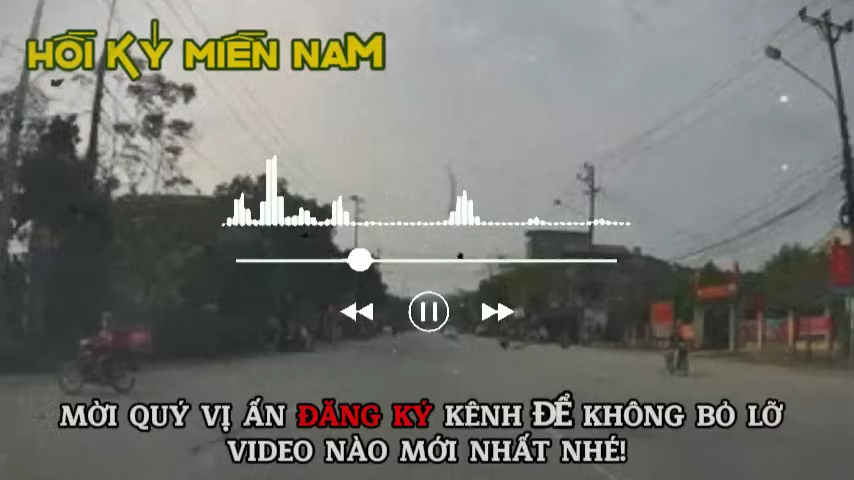 HỒI KÝ MIỀN NAM
MỜI QUÝ VỊ ẤN ĐĂNG KÝ KÊNH ĐỂ KHÔNG BỎ LỠ
VIDEO NÀO MỚI NHẤT NHÉ!